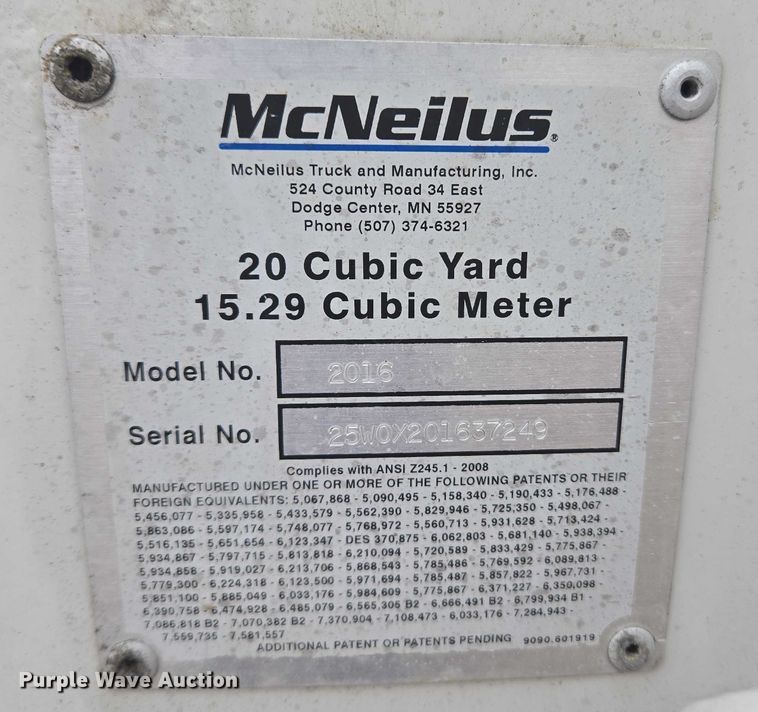 McNeilus®
McNeilus Truck and Manufacturing, Inc.
524 County Road 34 East
Dodge Center, MN 55927
Phone (507) 374-6321
20 Cubic Yard
15.29 Cubic Meter
Model No. 2016
Serial No. 25WOX201637249
Complies with ANSI Z245.1 - 2008
MANUFACTURED UNDER ONE OR MORE OF THE FOLLOWING PATENTS OR THEIR
FOREIGN EQUIVALENTS: 5,067,868 - 5,090,495 - 5,158,340 - 5,190,433 - 5,176,488 -
5,456,077 - 5,335,958 - 5,433,579 - 5,562,390 - 5,829,946 - 5,725,350 - 5,498,067 -
5,863,086 - 5,597,174 - 5,748,077 - 5,768,972 - 5,560,713 - 5,931,628 - 5,713,424 -
5,516,135 - 5,651,654 - 6,123,347 - DES 370,875 - 6,062,803 - 5,681,140 - 5,938,394 -
5,934,867 - 5,797,715 - 5,813,818 - 6,210,094 - 5,720,589 - 5,833,429 - 5,775,867 -
5,934,858 - 5,919,027 - 6,213,706 - 5,868,543 - 5,785,486 - 5,769,592 - 6,089,813 -
5,779,300 - 6,224,318 - 6,123,500 - 5,971,694 - 5,785,487 - 5,857,822 - 5,967,731 -
5,851,100 - 5,885,049 - 6,033,176 - 5,984,609 - 5,775,867 - 6,371,227 - 6,350,098 -
6,390,758 - 6,474,928 - 6,485,079 - 6,565,305 B2 - 6,666,491 B2 - 6,799,934 B1 -
7,086,818 B2 - 7,070,382 B2 - 7,370,904 - 7,108,473 - 6,033,176 - 7,284,943 -
7,559,735 - 7,581,557
ADDITIONAL PATENT OR PATENTS PENDING 9090.601919
Purple Wave Auction